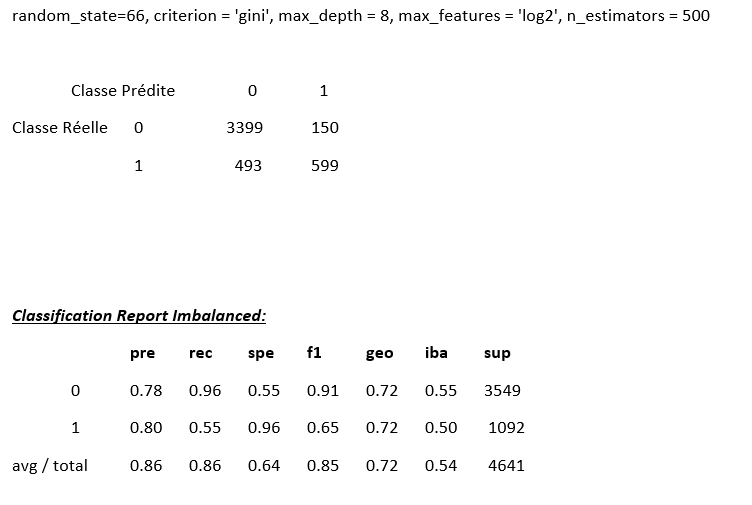 random_state=66, criterion = 'gini', max_depth = 8, max_features = 'log2', n_estimators = 500
Classe Prédite 0 1
Classe Réelle 0 3399 150
1 493 599
Classification Report Imbalanced:
pre rec spe f1 geo iba sup
0 0.78 0.96 0.55 0.91 0.72 0.55 3549
1 0.80 0.55 0.96 0.65 0.72 0.50 1092
avg / total 0.86 0.86 0.64 0.85 0.72 0.54 4641